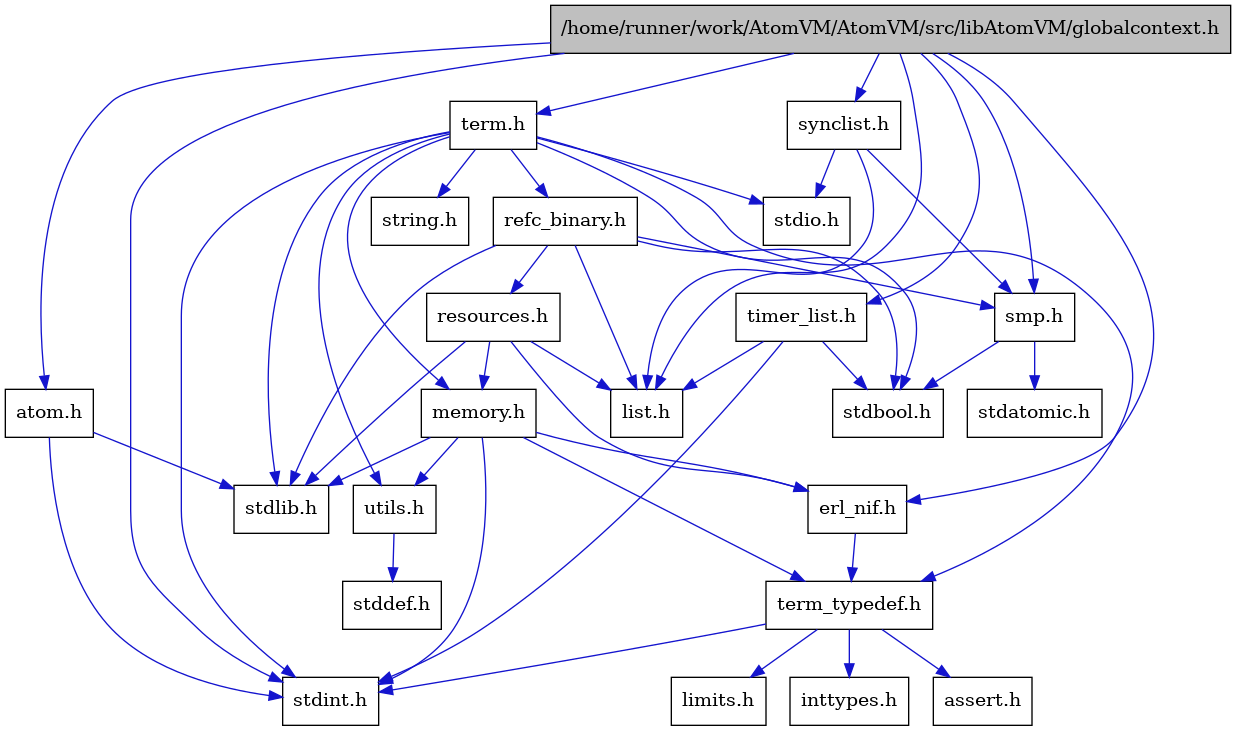 /home/runner/work/AtomVM/AtomVM/src/libAtomVM/globalcontext.h
term.h
synclist.h
string.h
refc_binary.h
stdio.h
resources.h
timer_list.h
smp.h
atom.h
memory.h
list.h
stdbool.h
stdatomic.h
stdlib.h
utils.h
erl_nif.h
stddef.h
term_typedef.h
stdint.h
limits.h
inttypes.h
assert.h